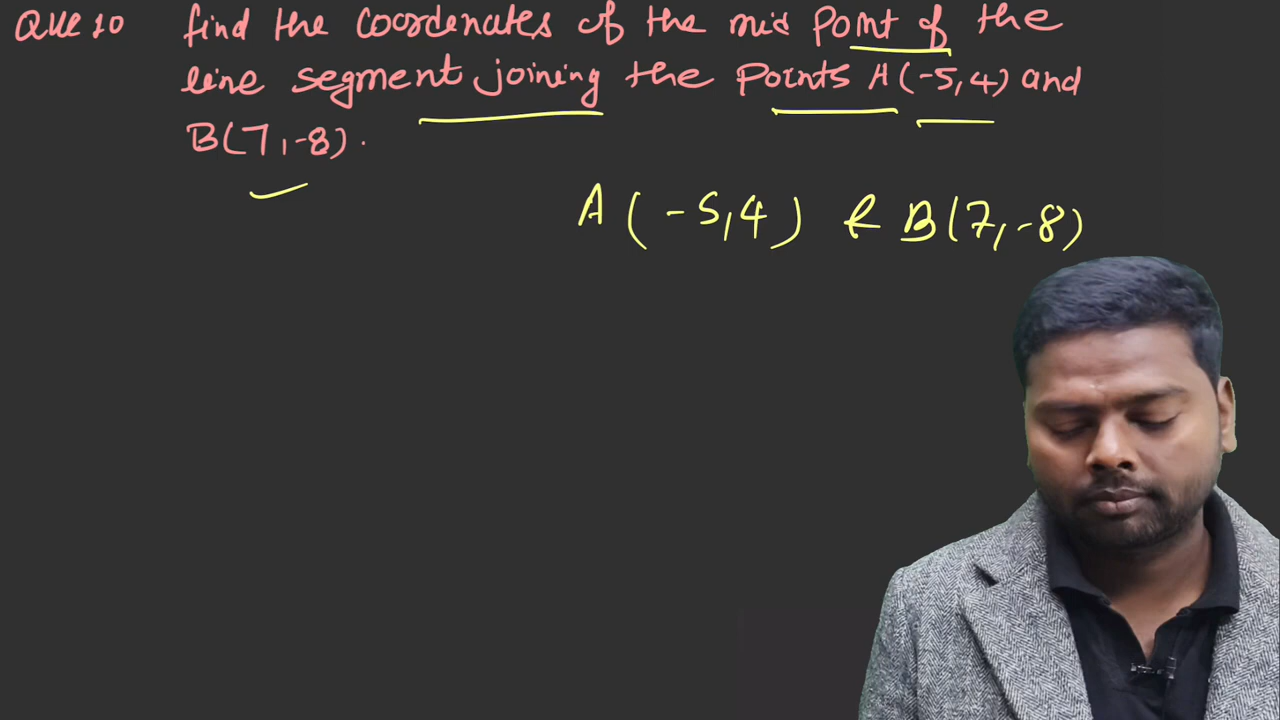 Que 10 find the coordenates of the mid point of the
line segment joining the points A(-5,4) and
B(7,-8).
A(-5,4) & B(7,-8)